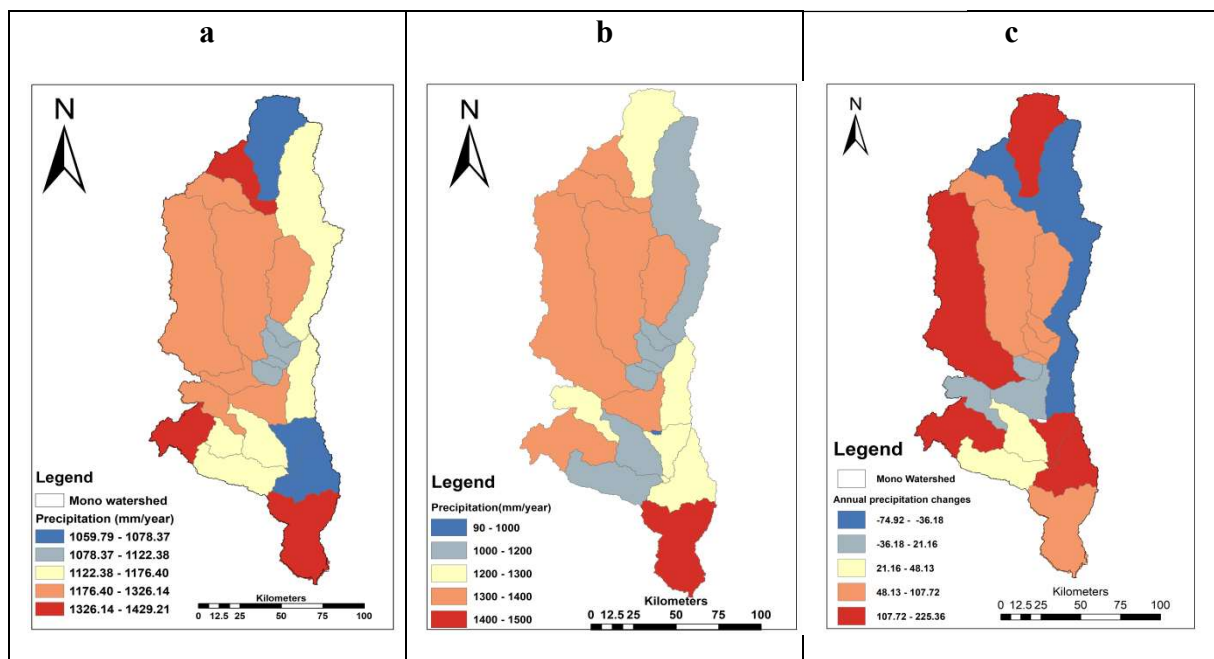 a
N
Legend
Mono watershed
Precipitation (mm/year)
1059.79 - 1078.37
1078.37 - 1122.38
1122.38 - 1176.40
1176.40 - 1326.14
1326.14 - 1429.21
Kilometers
0 12.5 25 50 75 100
b
N
Legend
Precipitation(mm/year)
90 - 1000
1000 - 1200
1200 - 1300
1300 - 1400
1400 - 1500
Kilometers
0 12.5 25 50 75 100
c
N
Legend
Mono Watershed
Annual precipitation changes
-74.92 - -36.18
-36.18 - 21.16
21.16 - 48.13
48.13 - 107.72
107.72 - 225.36
Kilometers
0 12.5 25 50 75 100